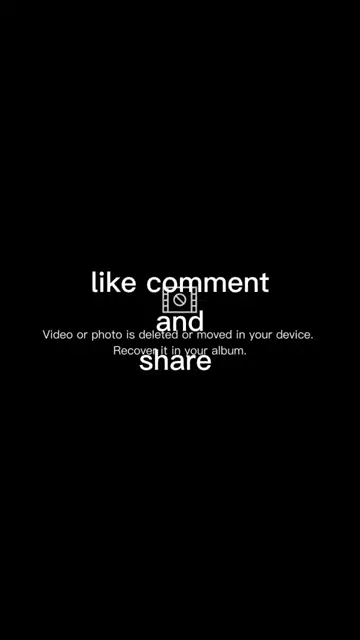 like comment
and
Video or photo is deleted or moved in your device.
Recover it in your album.
share